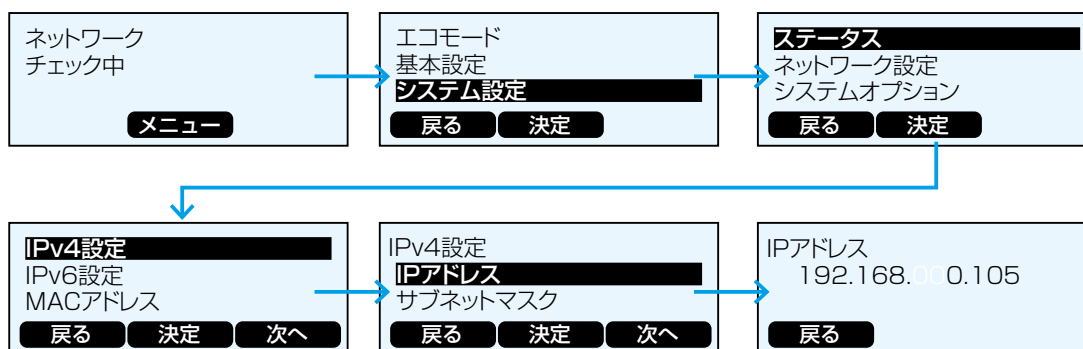 ネットワーク
チェック中
メニュー
エコモード
基本設定
システム設定
戻る 決定
ステータス
ネットワーク設定
システムオプション
戻る 決定
IPv4設定
IPv6設定
MACアドレス
戻る 決定 次へ
IPv4設定
IPアドレス
サブネットマスク
戻る 決定 次へ
IPアドレス
192.168.000.105
戻る